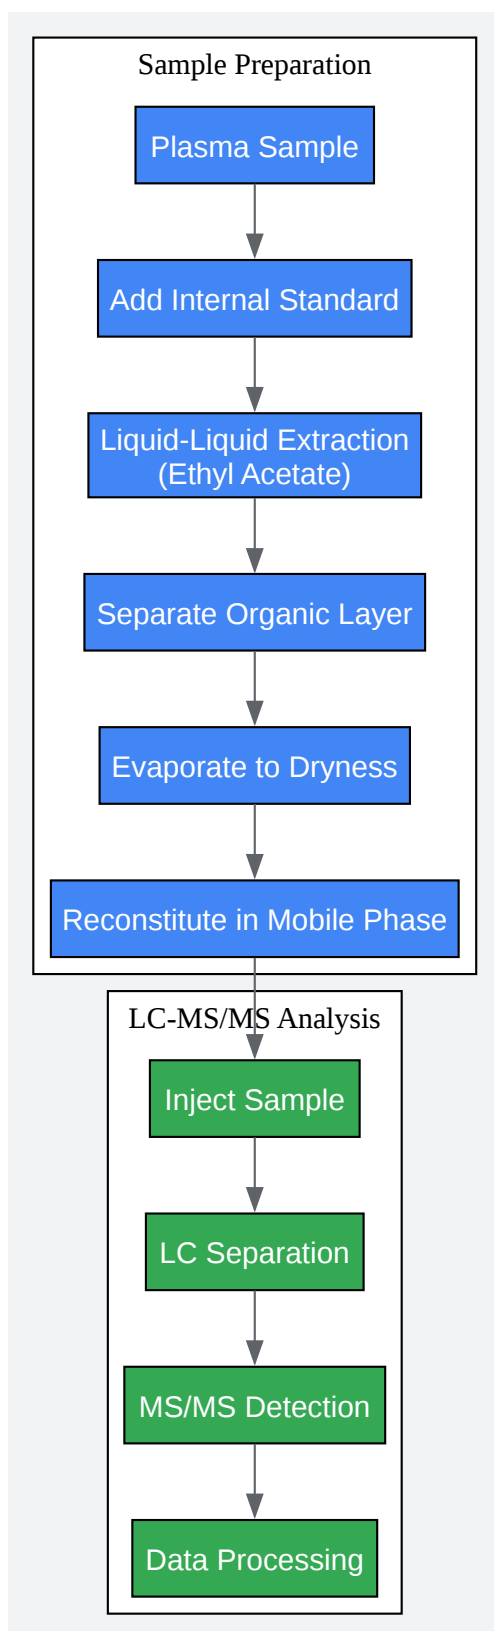 Sample Preparation
Plasma Sample
Add Internal Standard
Liquid-Liquid Extraction
(Ethyl Acetate)
Separate Organic Layer
Evaporate to Dryness
Reconstitute in Mobile Phase
LC-MS/MS Analysis
Inject Sample
LC Separation
MS/MS Detection
Data Processing